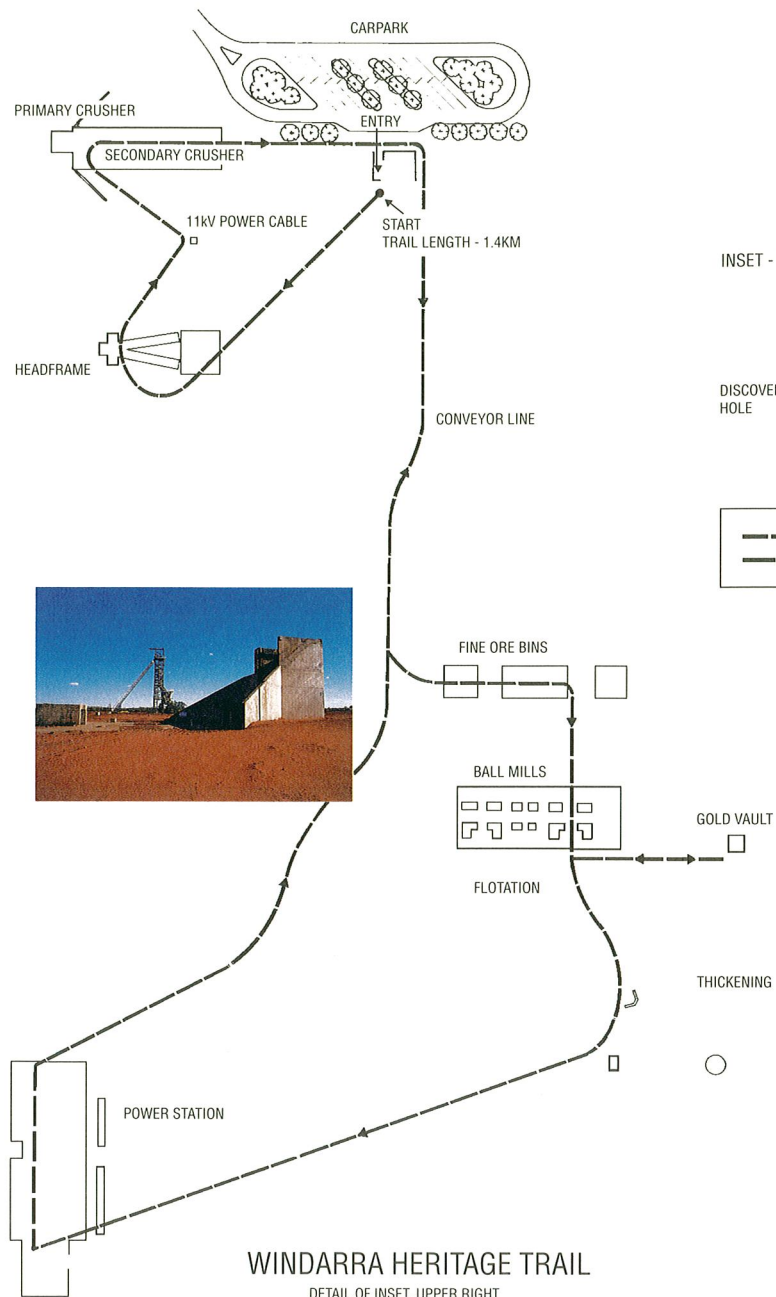 CARPARK
PRIMARY CRUSHER
ENTRY
SECONDARY CRUSHER
11kV POWER CABLE
START
TRAIL LENGTH - 1.4KM
INSET -
HEADFRAME
DISCOVE
HOLE
CONVEYOR LINE
FINE ORE BINS
BALL MILLS
GOLD VAULT
FLOTATION
THICKENING
POWER STATION
WINDARRA HERITAGE TRAIL
DETAIL OF INSET UPPER RIGHT